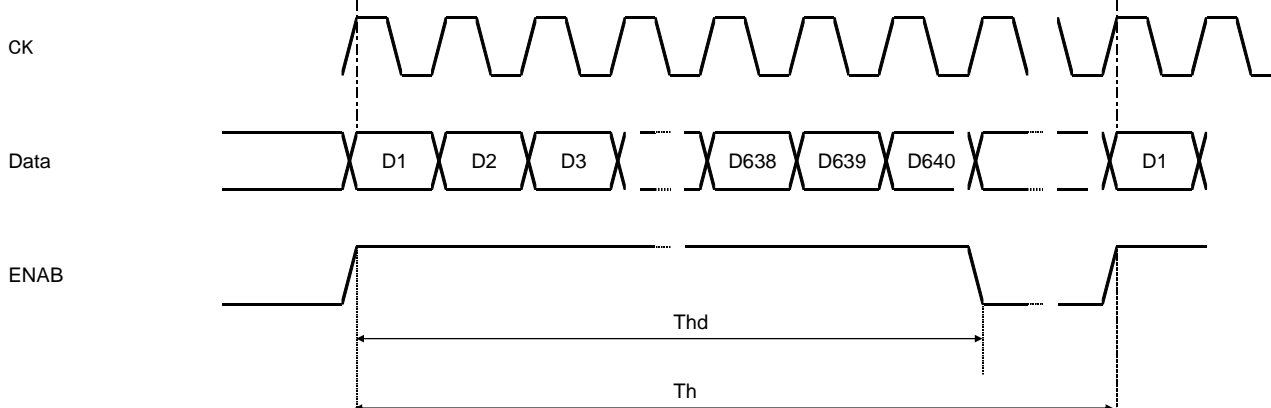 CK
Data
D1 D2 D3 D638 D639 D640 D1
ENAB
Thd
Th